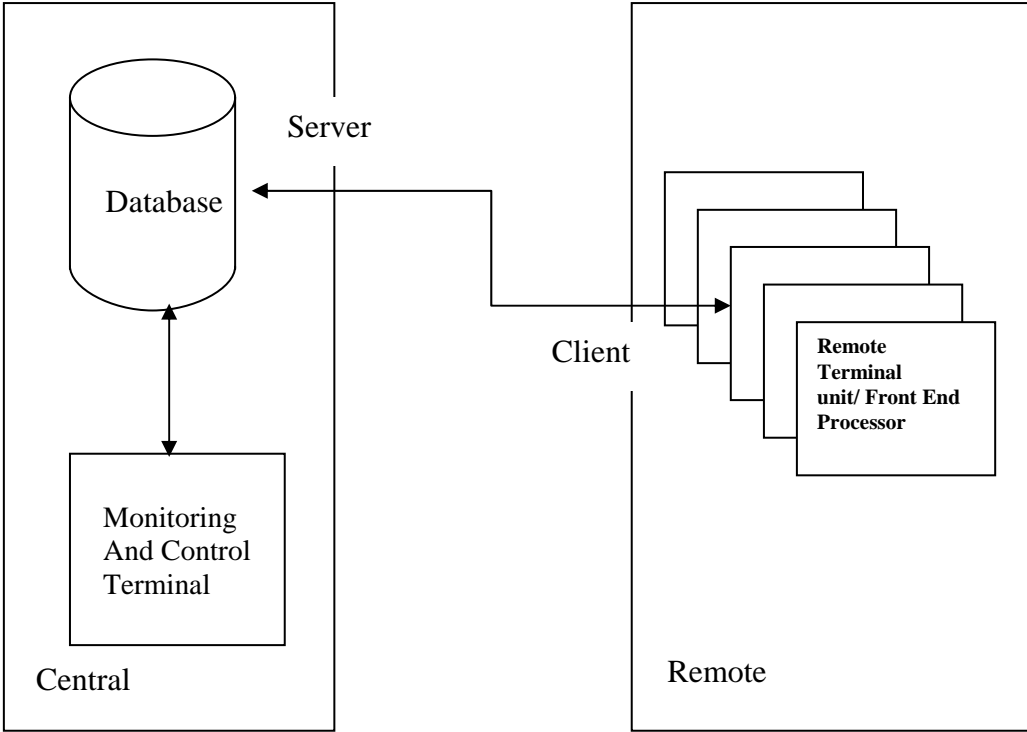 Server
Database
Client
Remote
Terminal
unit/ Front End
Processor
Monitoring
And Control
Terminal
Central
Remote